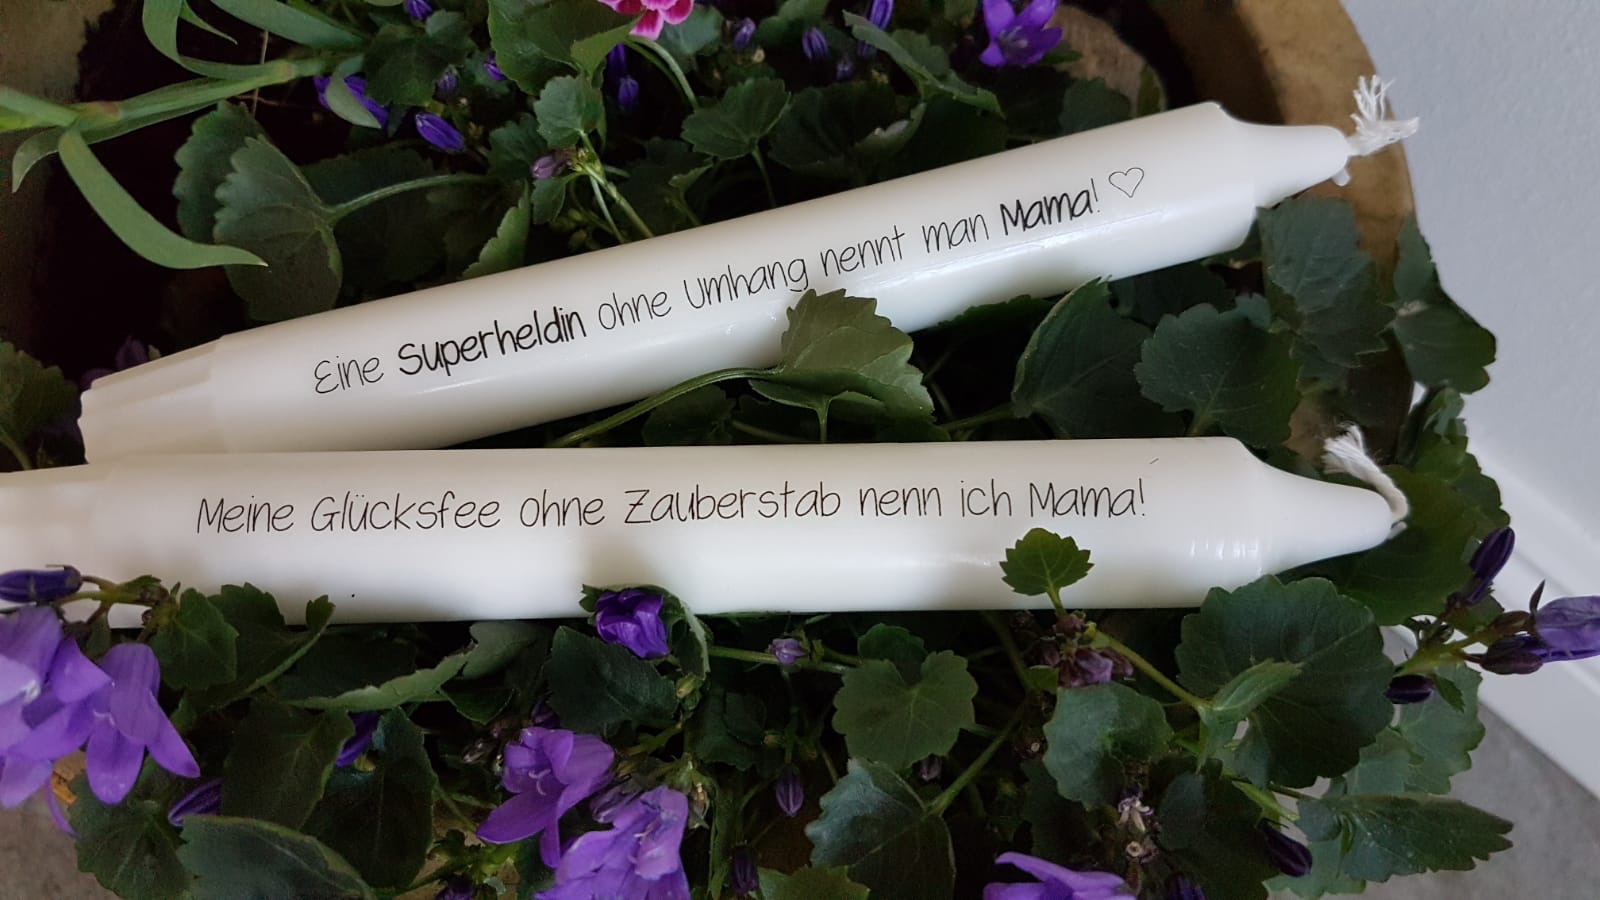 Eine Superheldin ohne Umhang nennt man Mama! ♡
Meine Glücksfee ohne Zauberstab nenn ich Mama!